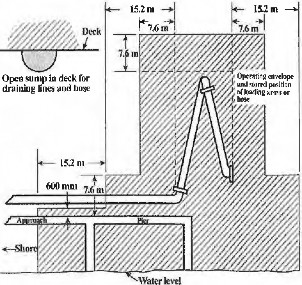 15.2 m
15.2 m
7.6 m
7.6 m
Deck
7.6 m
Open sump in deck for
draining lines and hose
Operating envelope
and stored position
of loading arms or
hose
15.2 m
600 mm
7.6 m
Approach
Pier
Shore
Water level